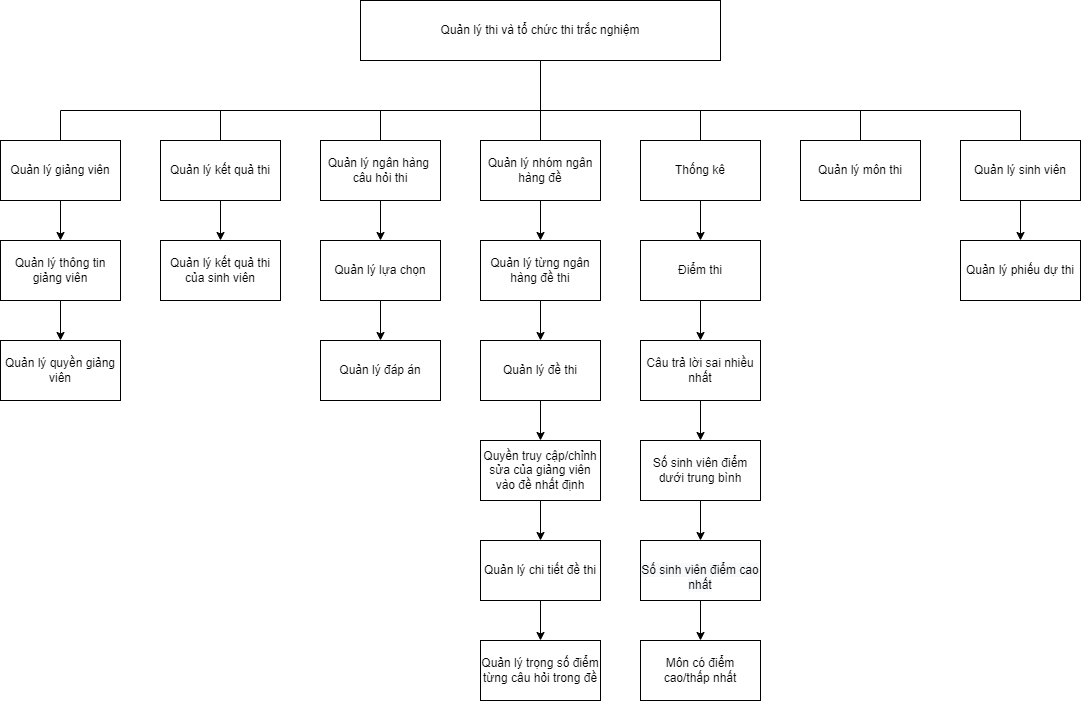 Quản lý thi và tổ chức thi trắc nghiệm
Quản lý giảng viên
Quản lý kết quả thi
Quản lý ngân hàng
câu hỏi thi
Quản lý nhóm ngân
hàng đề
Thống kê
Quản lý môn thi
Quản lý sinh viên
Quản lý thông tin
giảng viên
Quản lý kết quả thi
của sinh viên
Quản lý lựa chọn
Quản lý từng ngân
hàng đề thi
Điểm thi
Quản lý phiếu dự thi
Quản lý quyền giảng
viên
Quản lý đáp án
Quản lý đề thi
Câu trả lời sai nhiều
nhất
Quyền truy cập/chỉnh
sửa của giảng viên
vào đề nhất định
Số sinh viên điểm
dưới trung bình
Quản lý chi tiết đề thi
Số sinh viên điểm cao
nhất
Quản lý trọng số điểm
từng câu hỏi trong đề
Môn có điểm
cao/thấp nhất